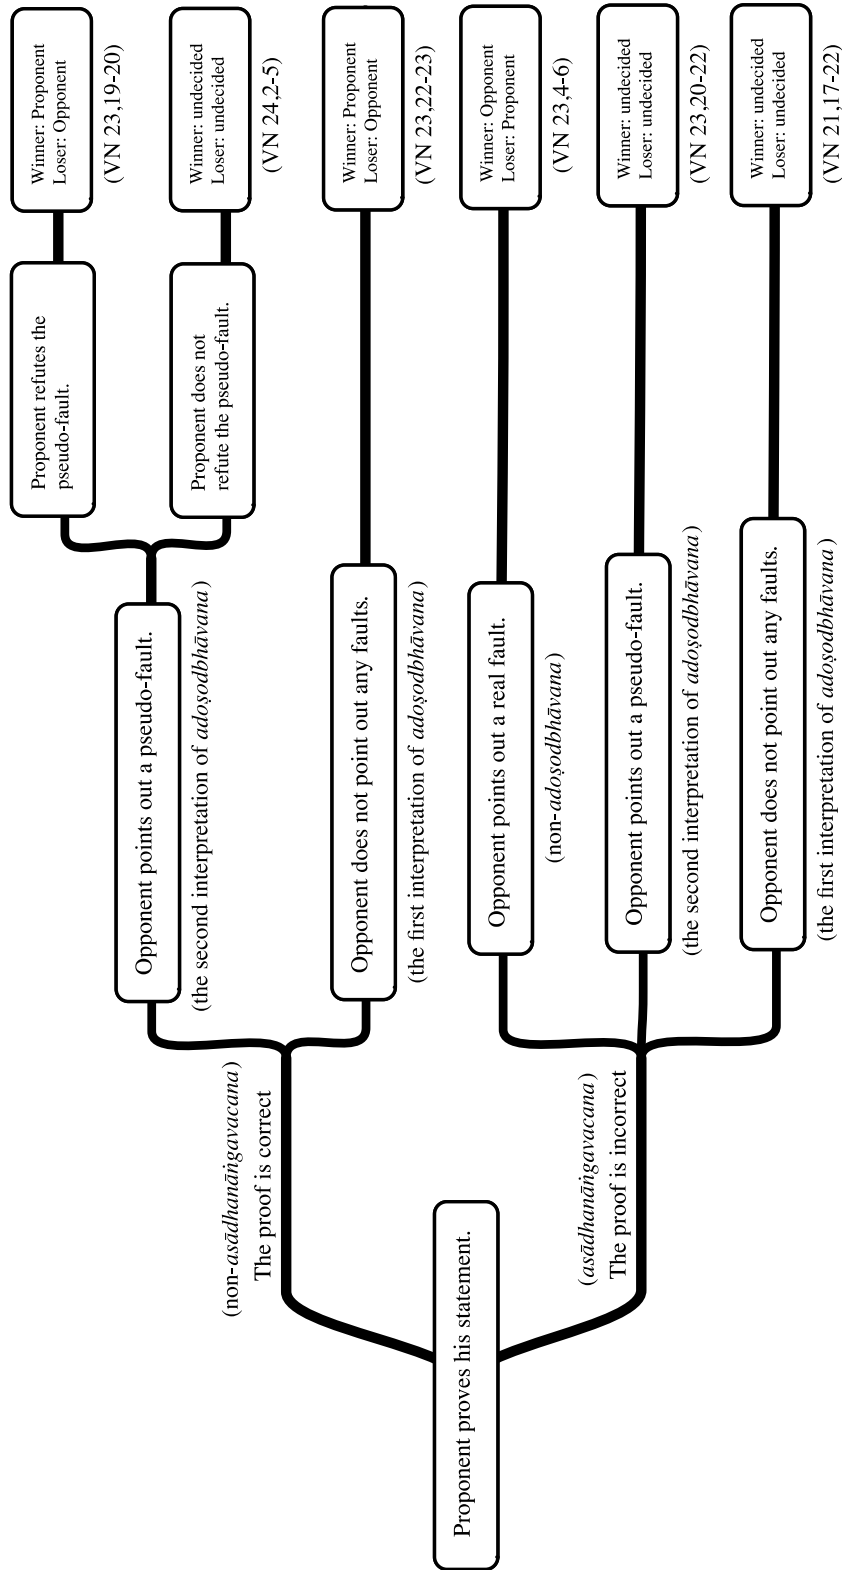 Proponent proves his statement.
(non-asādhanāṅgavacana)
The proof is correct
(asādhanāṅgavacana)
The proof is incorrect
Opponent points out a pseudo-fault.
(the second interpretation of adoṣodbhāvana)
Opponent does not point out any faults.
(the first interpretation of adoṣodbhāvana)
Opponent points out a real fault.
(non-adoṣodbhāvana)
Opponent points out a pseudo-fault.
(the second interpretation of adoṣodbhāvana)
Opponent does not point out any faults.
(the first interpretation of adoṣodbhāvana)
Proponent refutes the
pseudo-fault.
Proponent does not
refute the pseudo-fault.
Winner: Proponent
Loser: Opponent
(VN 23,19-20)
Winner: undecided
Loser: undecided
(VN 24,2-5)
Winner: Proponent
Loser: Opponent
(VN 23,22-23)
Winner: Opponent
Loser: Proponent
(VN 23,4-6)
Winner: undecided
Loser: undecided
(VN 23,20-22)
Winner: undecided
Loser: undecided
(VN 21,17-22)